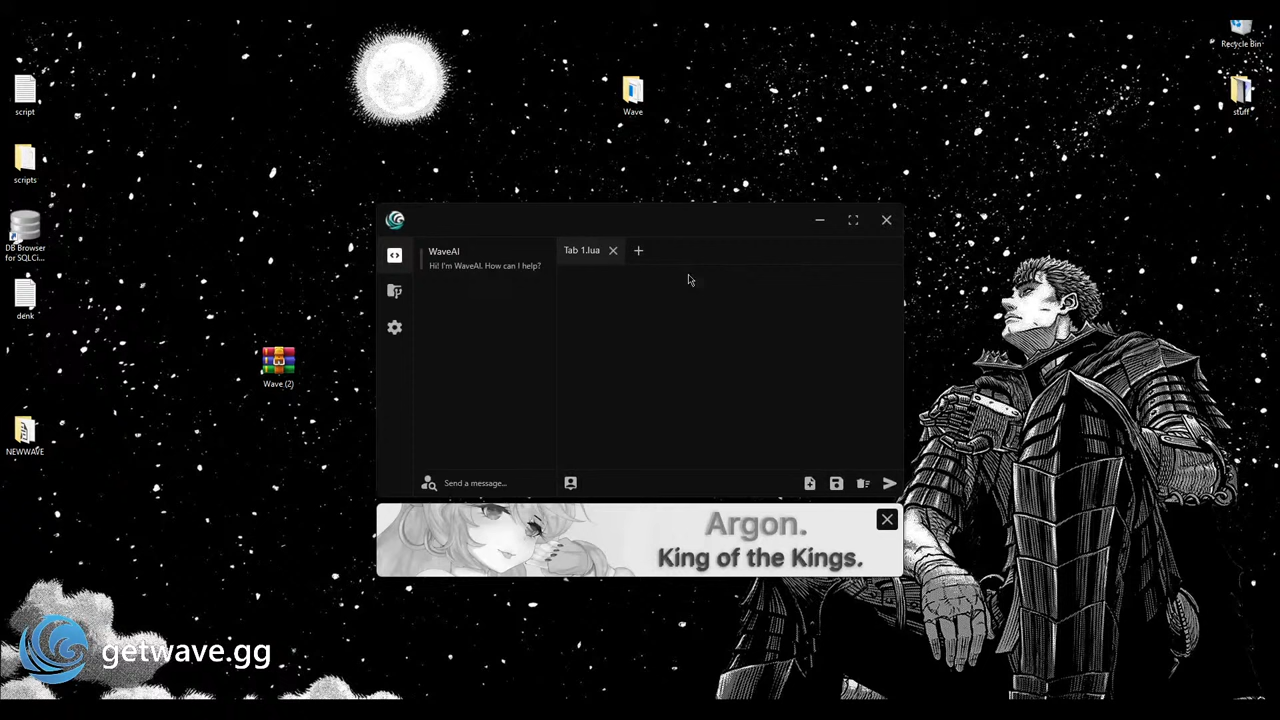 Recycle Bin
script
Wave
stuff
scripts
DB Browser
for SQLCi...
denk
Wave (2)
NEWWAVE
WaveAI
Hi! I'm WaveAI. How can I help?
Tab 1.lua
Send a message...
Argon.
King of the Kings.
getwave.gg